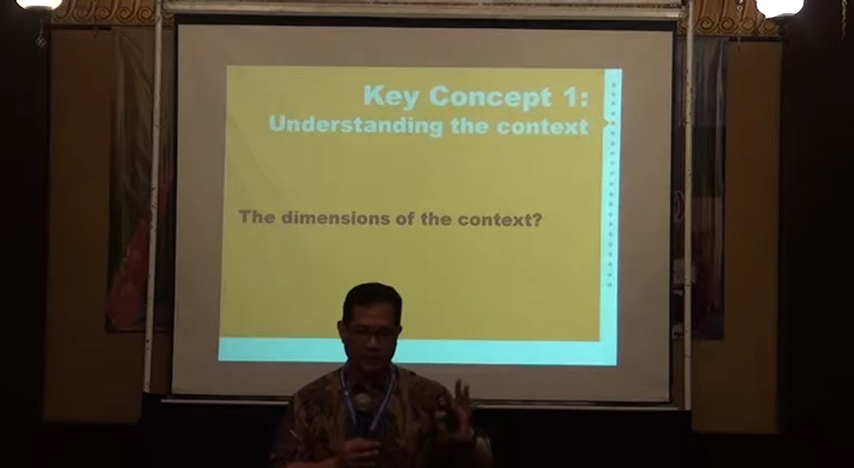 Key Concept 1:
Understanding the context
The dimensions of the context?